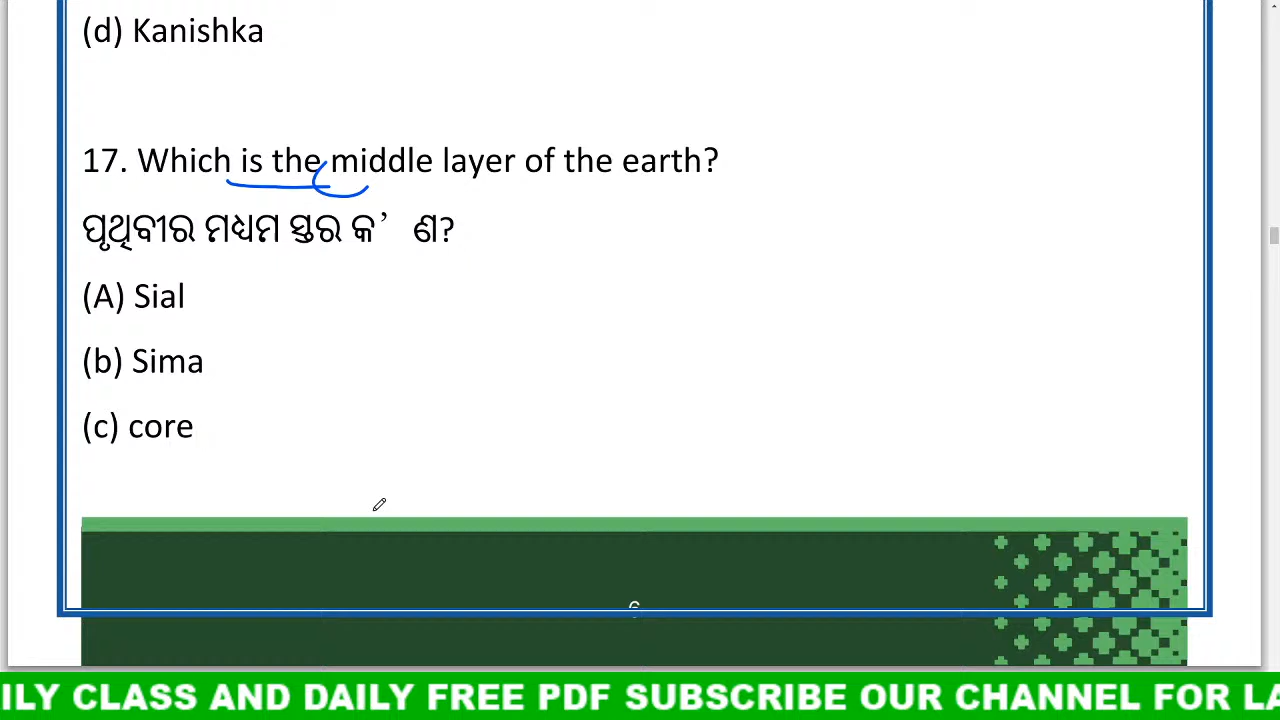 (d) Kanishka
17. Which is the middle layer of the earth?
ପୃଥିବୀର ମଧ୍ୟମ ସ୍ତର କ’ ଣ?
(A) Sial
(b) Sima
(c) core
6
ILY CLASS AND DAILY FREE PDF SUBSCRIBE OUR CHANNEL FOR LA